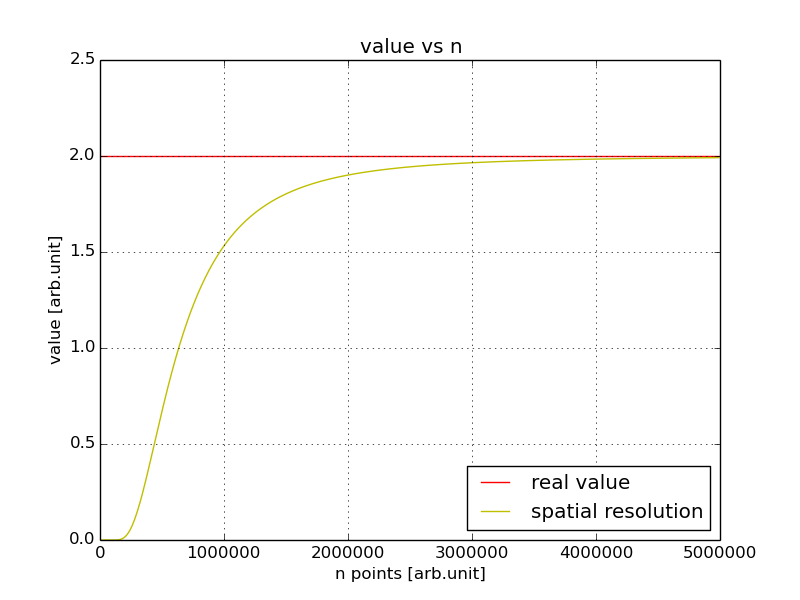 value vs n
2.5
2.0
1.5
1.0
0.5
0.0
value [arb.unit]
0 1000000 2000000 3000000 4000000 5000000
n points [arb.unit]
real value
spatial resolution